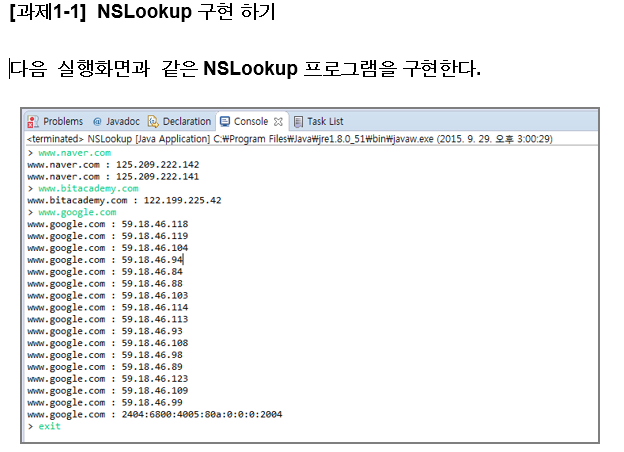 [과제1-1] NSLookup 구현 하기
다음 실행화면과 같은 NSLookup 프로그램을 구현한다.
Problems @ Javadoc Declaration Console Task List
<terminated> NSLookup [Java Application] C:₩Program Files₩Java₩jre1.8.0_51₩bin₩javaw.exe (2015. 9. 29. 오후 3:00:29)
> www.naver.com
www.naver.com : 125.209.222.142
www.naver.com : 125.209.222.141
> www.bitacademy.com
www.bitacademy.com : 122.199.225.42
> www.google.com
www.google.com : 59.18.46.118
www.google.com : 59.18.46.119
www.google.com : 59.18.46.104
www.google.com : 59.18.46.94
www.google.com : 59.18.46.84
www.google.com : 59.18.46.88
www.google.com : 59.18.46.103
www.google.com : 59.18.46.114
www.google.com : 59.18.46.113
www.google.com : 59.18.46.93
www.google.com : 59.18.46.108
www.google.com : 59.18.46.98
www.google.com : 59.18.46.89
www.google.com : 59.18.46.123
www.google.com : 59.18.46.109
www.google.com : 59.18.46.99
www.google.com : 2404:6800:4005:80a:0:0:0:2004
> exit